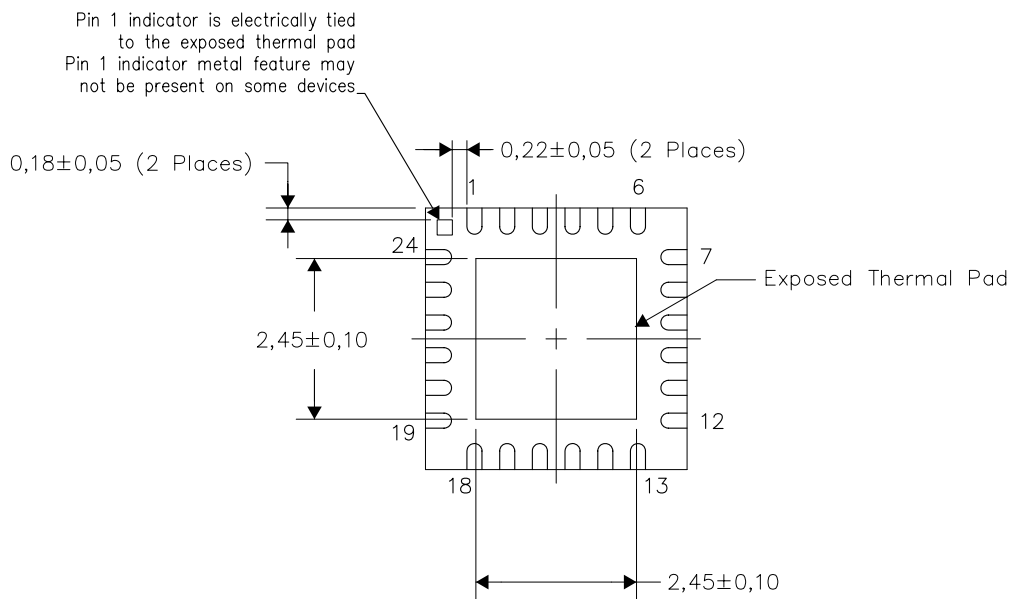 Pin 1 indicator is electrically tied
to the exposed thermal pad
Pin 1 indicator metal feature may
not be present on some devices
0,18±0,05 (2 Places)
0,22±0,05 (2 Places)
1
6
24
7
Exposed Thermal Pad
2,45±0,10
19
12
18
13
2,45±0,10